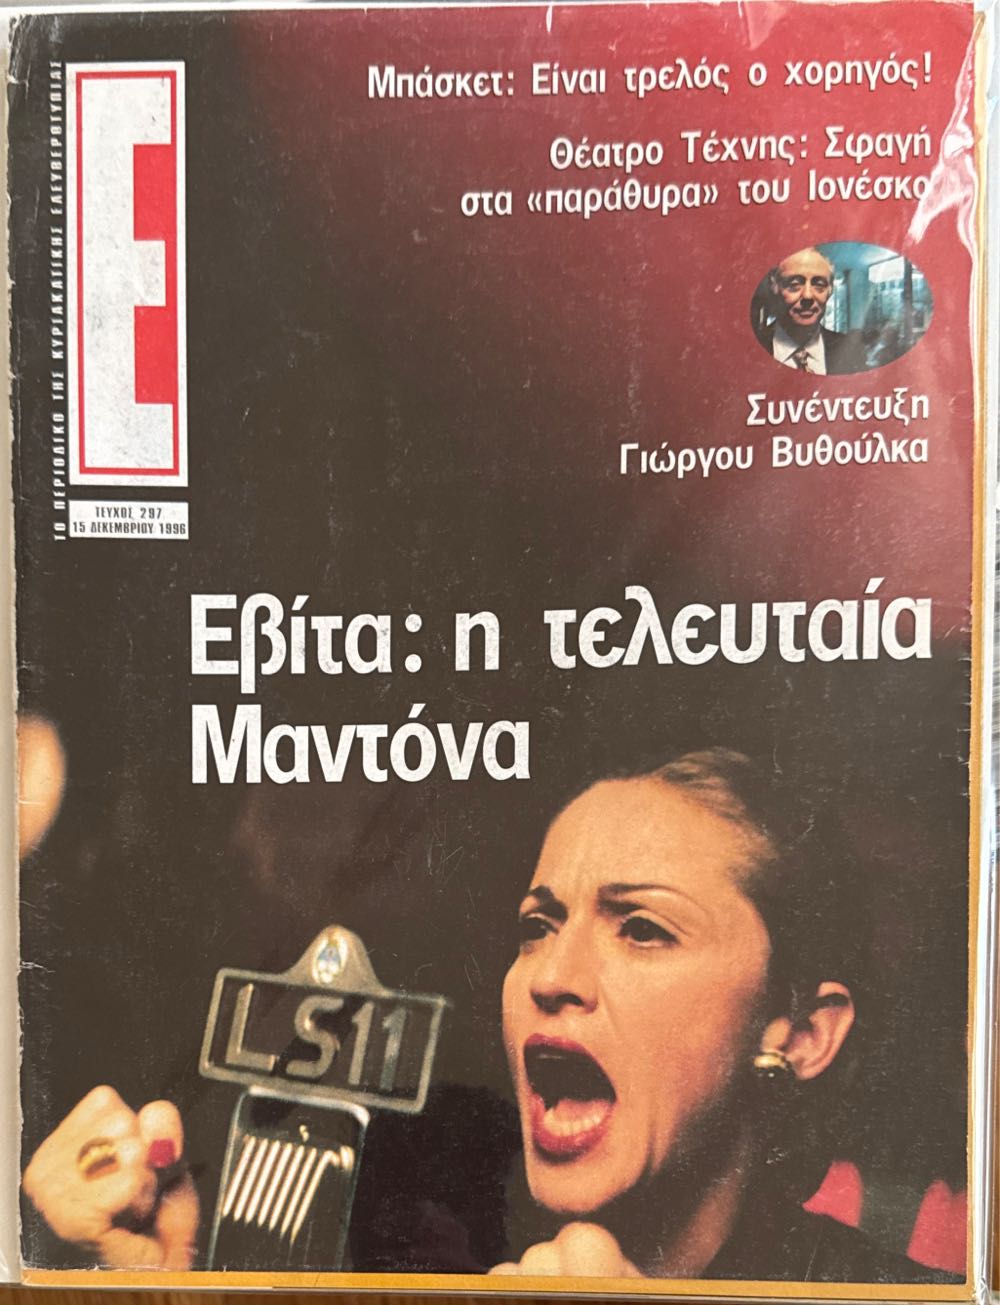 ΤΟ ΠΕΡΙΟΔΙΚΟ ΤΗΣ ΚΥΡΙΑΚΑΤΙΚΗΣ ΕΛΕΥΘΕΡΟΤΥΠΙΑΣ
Ε
ΤΕΥΧΟΣ 297
15 ΔΕΚΕΜΒΡΙΟΥ 1996
Μπάσκετ: Είναι τρελός ο χορηγός!
Θέατρο Τέχνης: Σφραγή
στα «παράθυρα» του Ιονέσκο
Συνέντευξη
Γιώργου Βυθούλκα
Εβίτα: η τελευταία
Μαντόνα
LS11